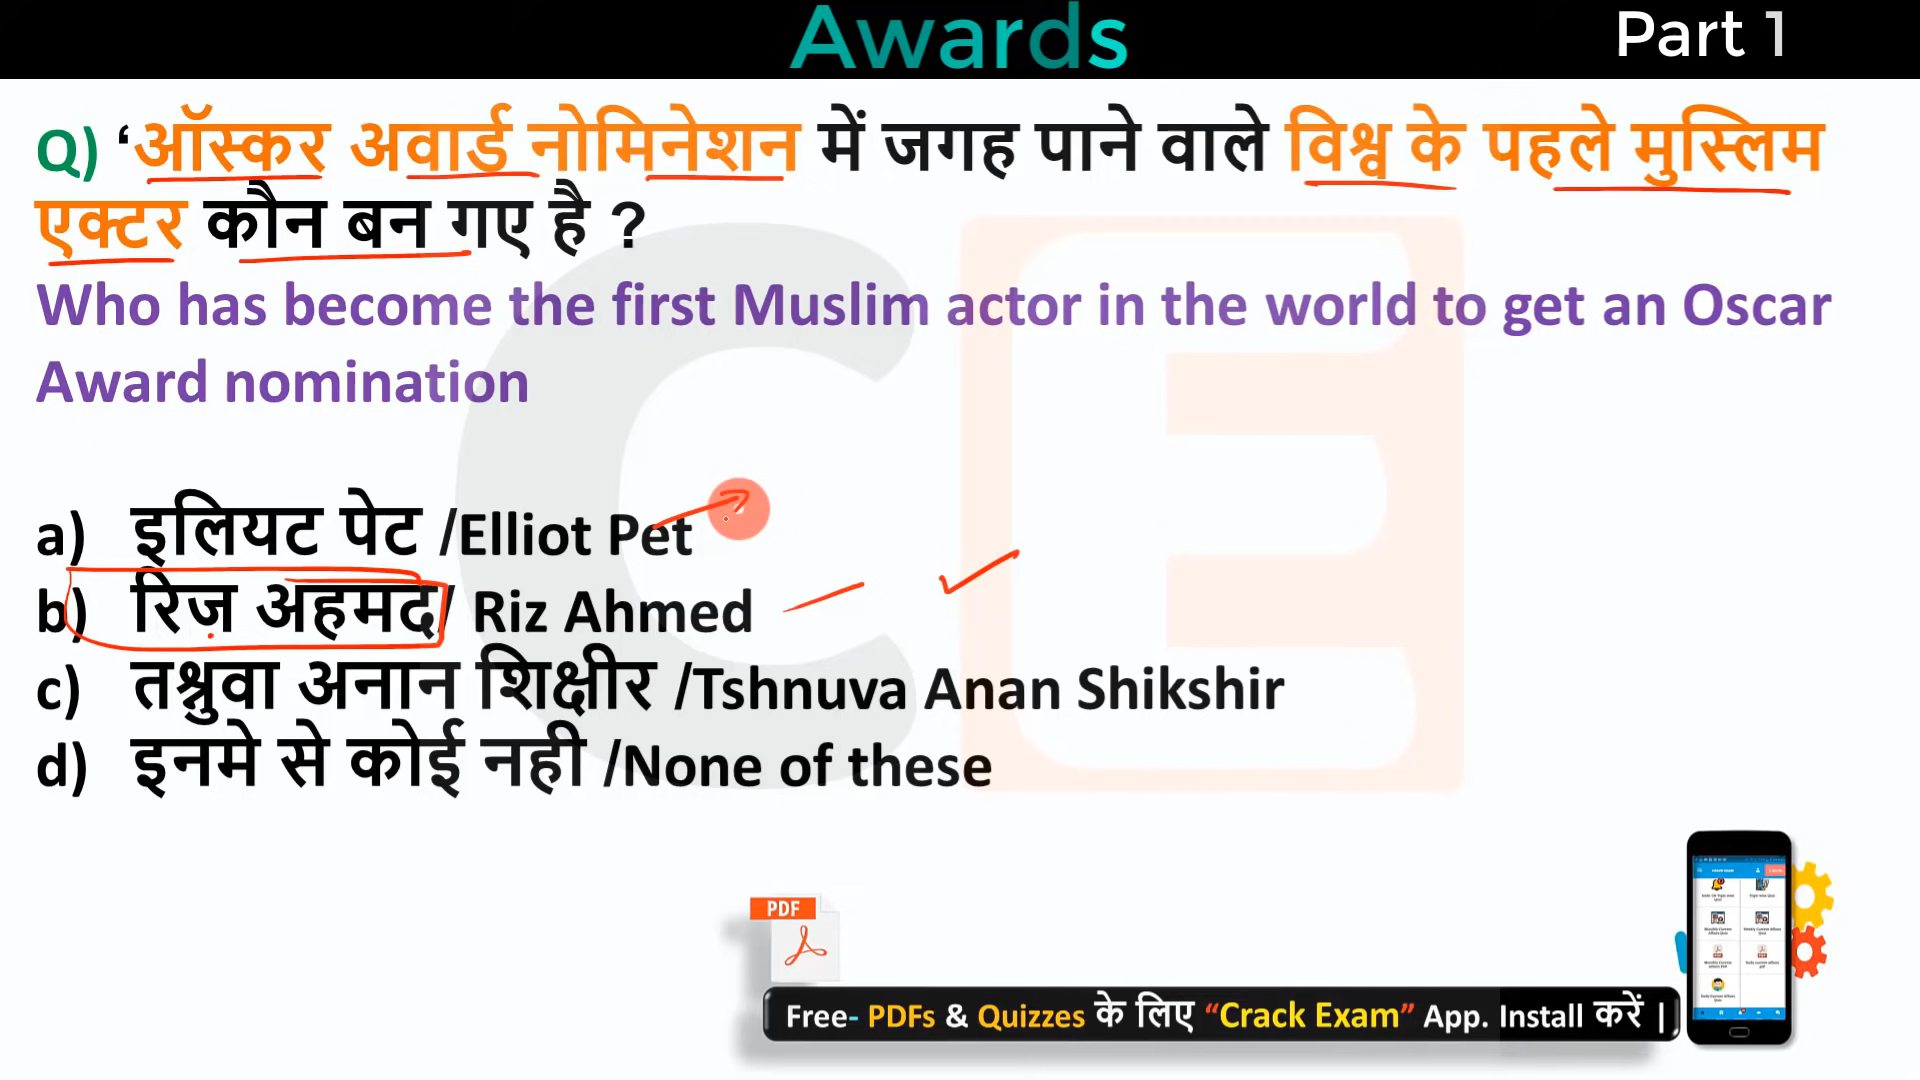 Awards
Part 1
Q) ‘ऑस्कर अवार्ड नोमिनेशन में जगह पाने वाले विश्व के पहले मुस्लिम
एक्टर कौन बन गए है ?
Who has become the first Muslim actor in the world to get an Oscar
Award nomination
a) इलियट पेट /Elliot Pet
b) रिज अहमद/ Riz Ahmed
c) तश्नुवा अनान शिक्षीर /Tshnuva Anan Shikshir
d) इनमे से कोई नही /None of these
PDF
Free- PDFs & Quizzes के लिए “Crack Exam” App. Install करें |